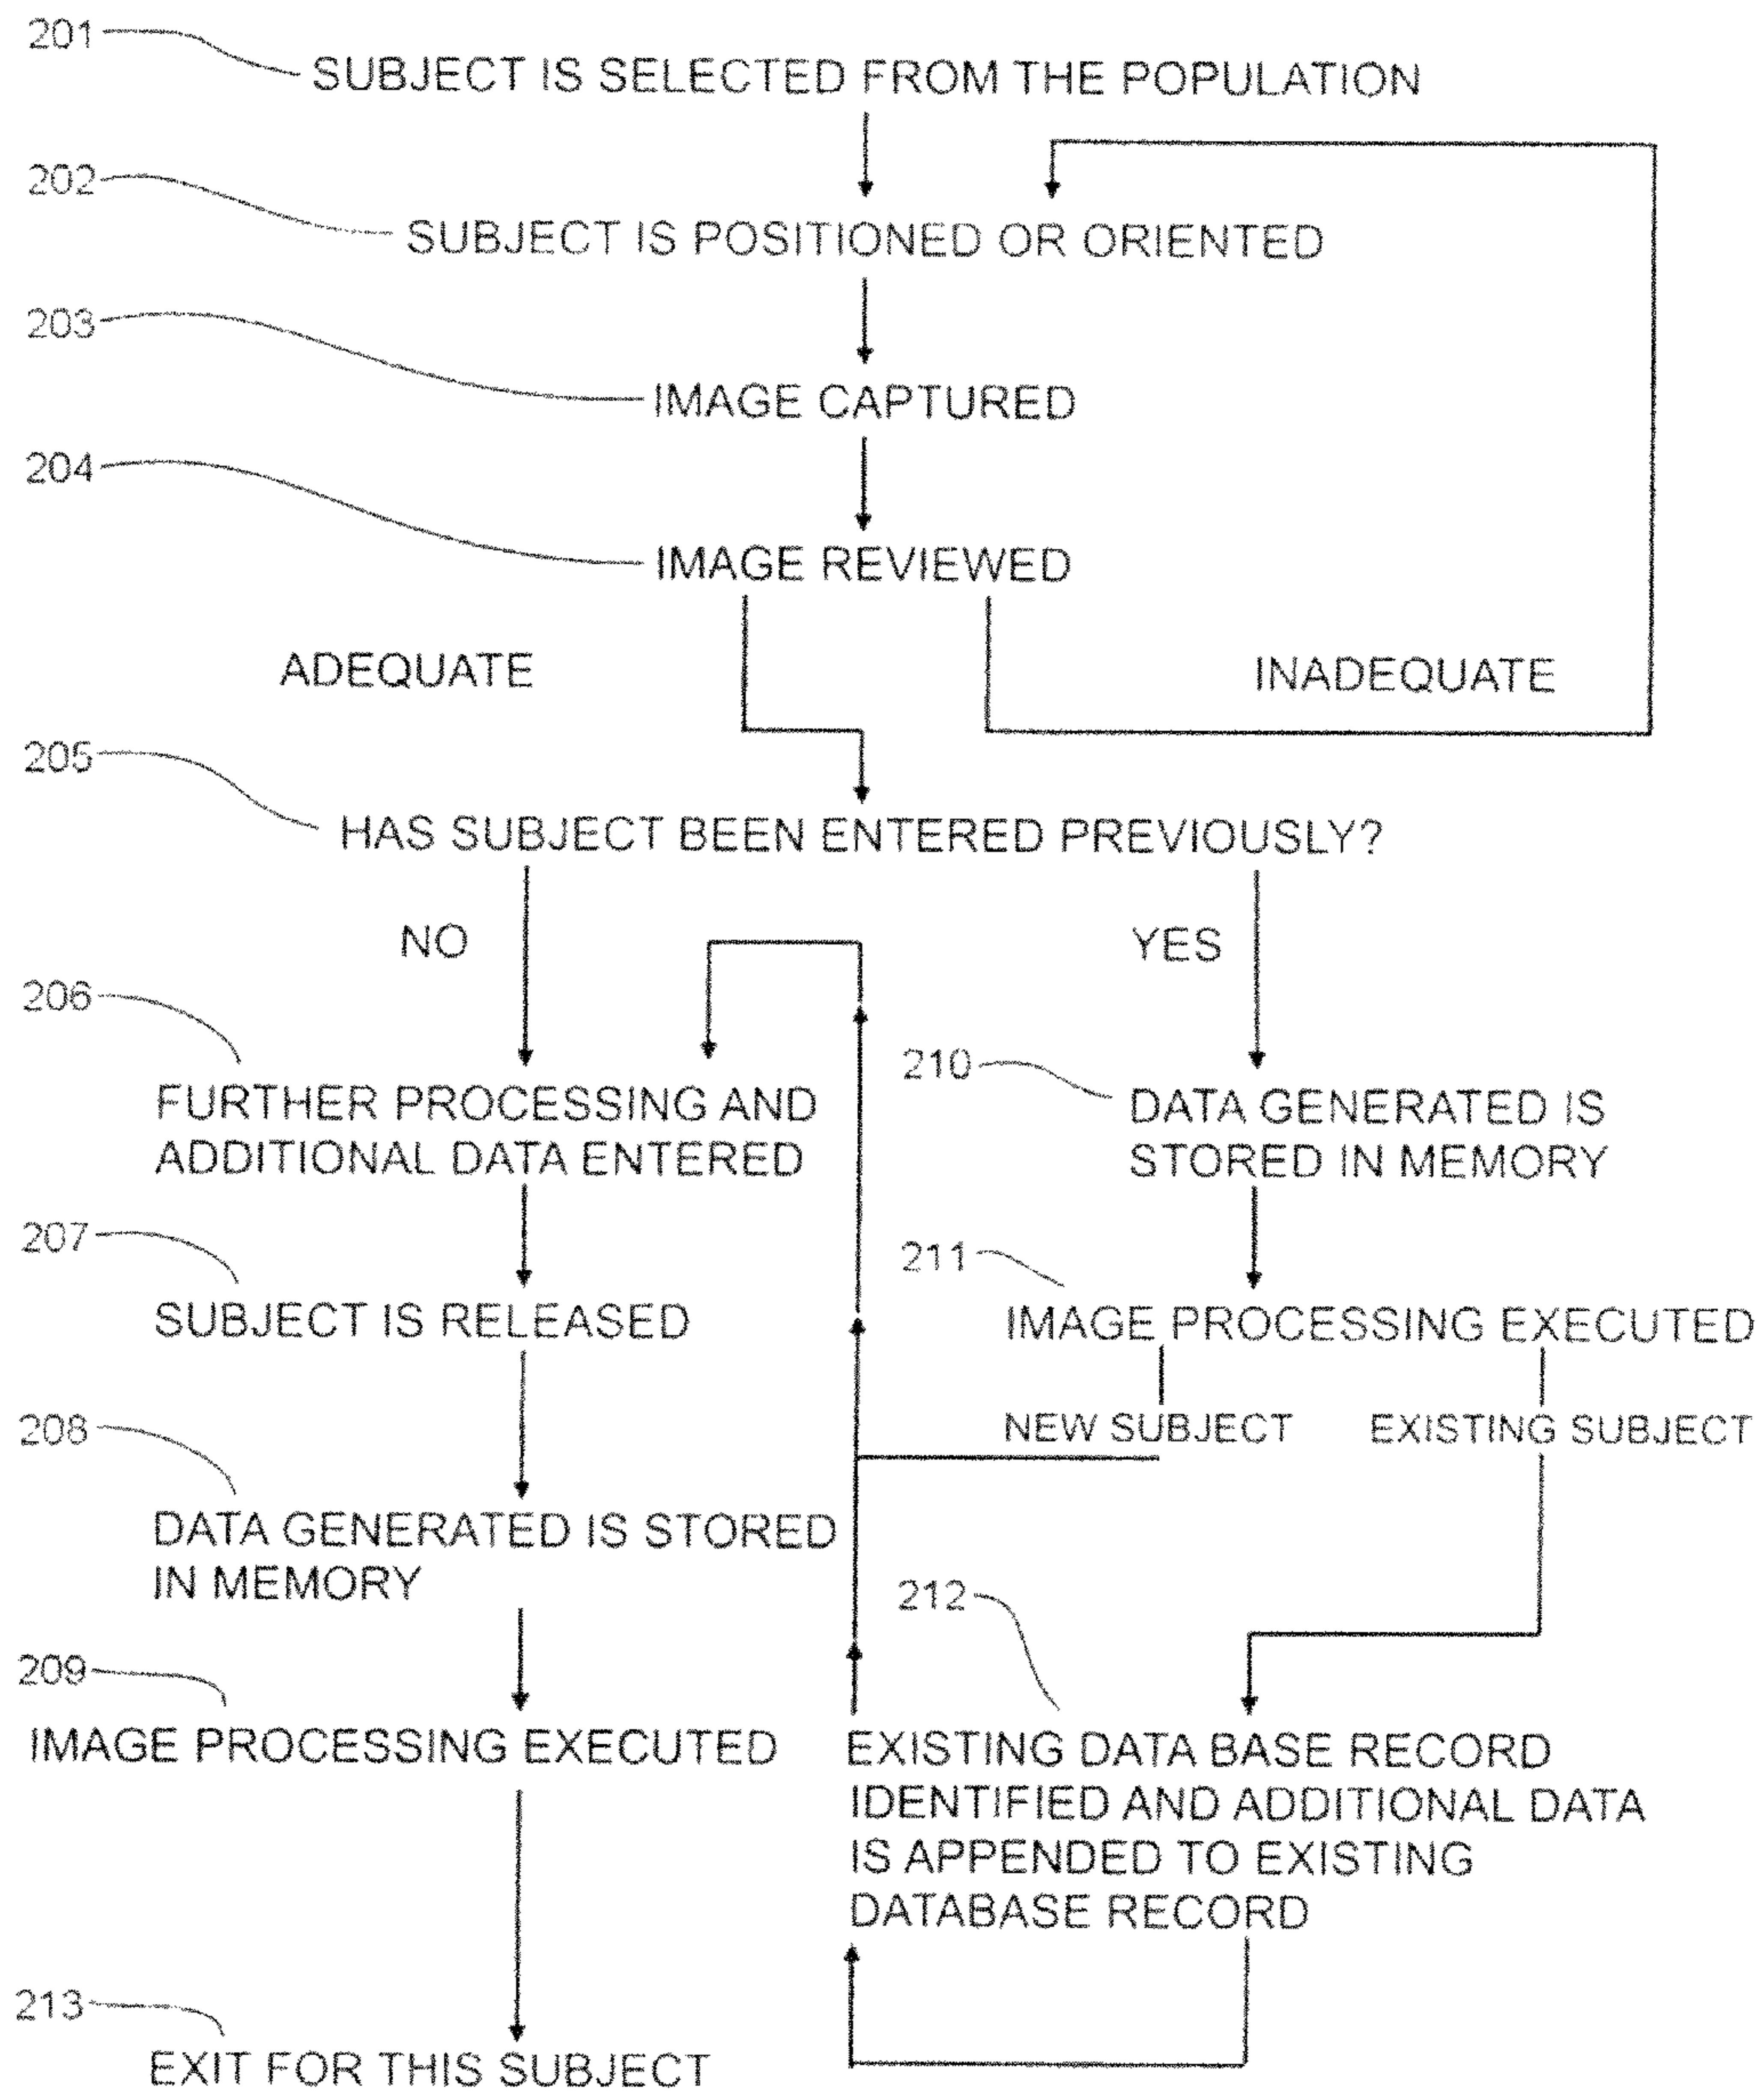 201
SUBJECT IS SELECTED FROM THE POPULATION
202
SUBJECT IS POSITIONED OR ORIENTED
203
IMAGE CAPTURED
204
IMAGE REVIEWED
ADEQUATE
INADEQUATE
205
HAS SUBJECT BEEN ENTERED PREVIOUSLY?
NO
YES
206
FURTHER PROCESSING AND
ADDITIONAL DATA ENTERED
207
SUBJECT IS RELEASED
208
DATA GENERATED IS STORED
IN MEMORY
209
IMAGE PROCESSING EXECUTED
210
DATA GENERATED IS
STORED IN MEMORY
211
IMAGE PROCESSING EXECUTED
NEW SUBJECT
EXISTING SUBJECT
212
EXISTING DATA BASE RECORD
IDENTIFIED AND ADDITIONAL DATA
IS APPENDED TO EXISTING
DATABASE RECORD
213
EXIT FOR THIS SUBJECT